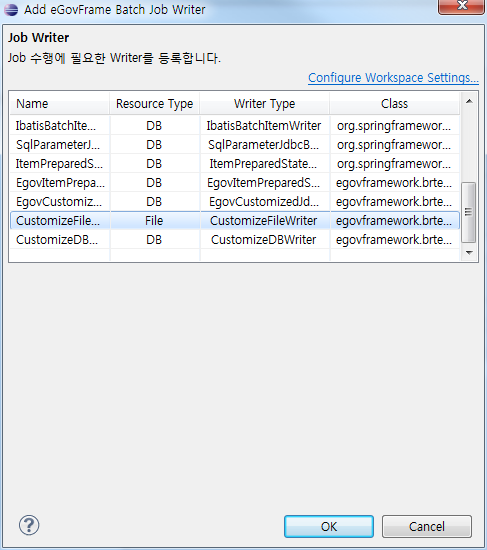 Add eGovFrame Batch Job Writer
Job Writer
Job 수행에 필요한 Writer를 등록합니다.
Configure Workspace Settings...
Name Resource Type Writer Type Class
IbatisBatchIte... DB IbatisBatchItemWriter org.springframewor...
SqlParameterJ... DB SqlParameterJdbcB... org.springframewor...
ItemPreparedS... DB ItemPreparedState... org.springframewor...
EgovItemPrepa... DB EgovItemPreparedS... egovframework.brte...
EgovCustomiz... DB EgovCustomizedJd... egovframework.brte...
CustomizeFile... File CustomizeFileWriter egovframework.brte...
CustomizeDB... DB CustomizeDBWriter egovframework.brte...
?
OK Cancel